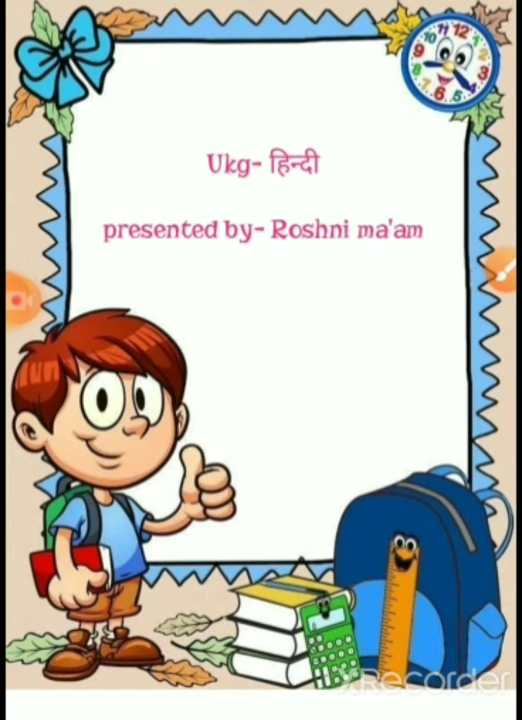 Ukg- हिन्दी
presented by- Roshni ma'am
XRecorder